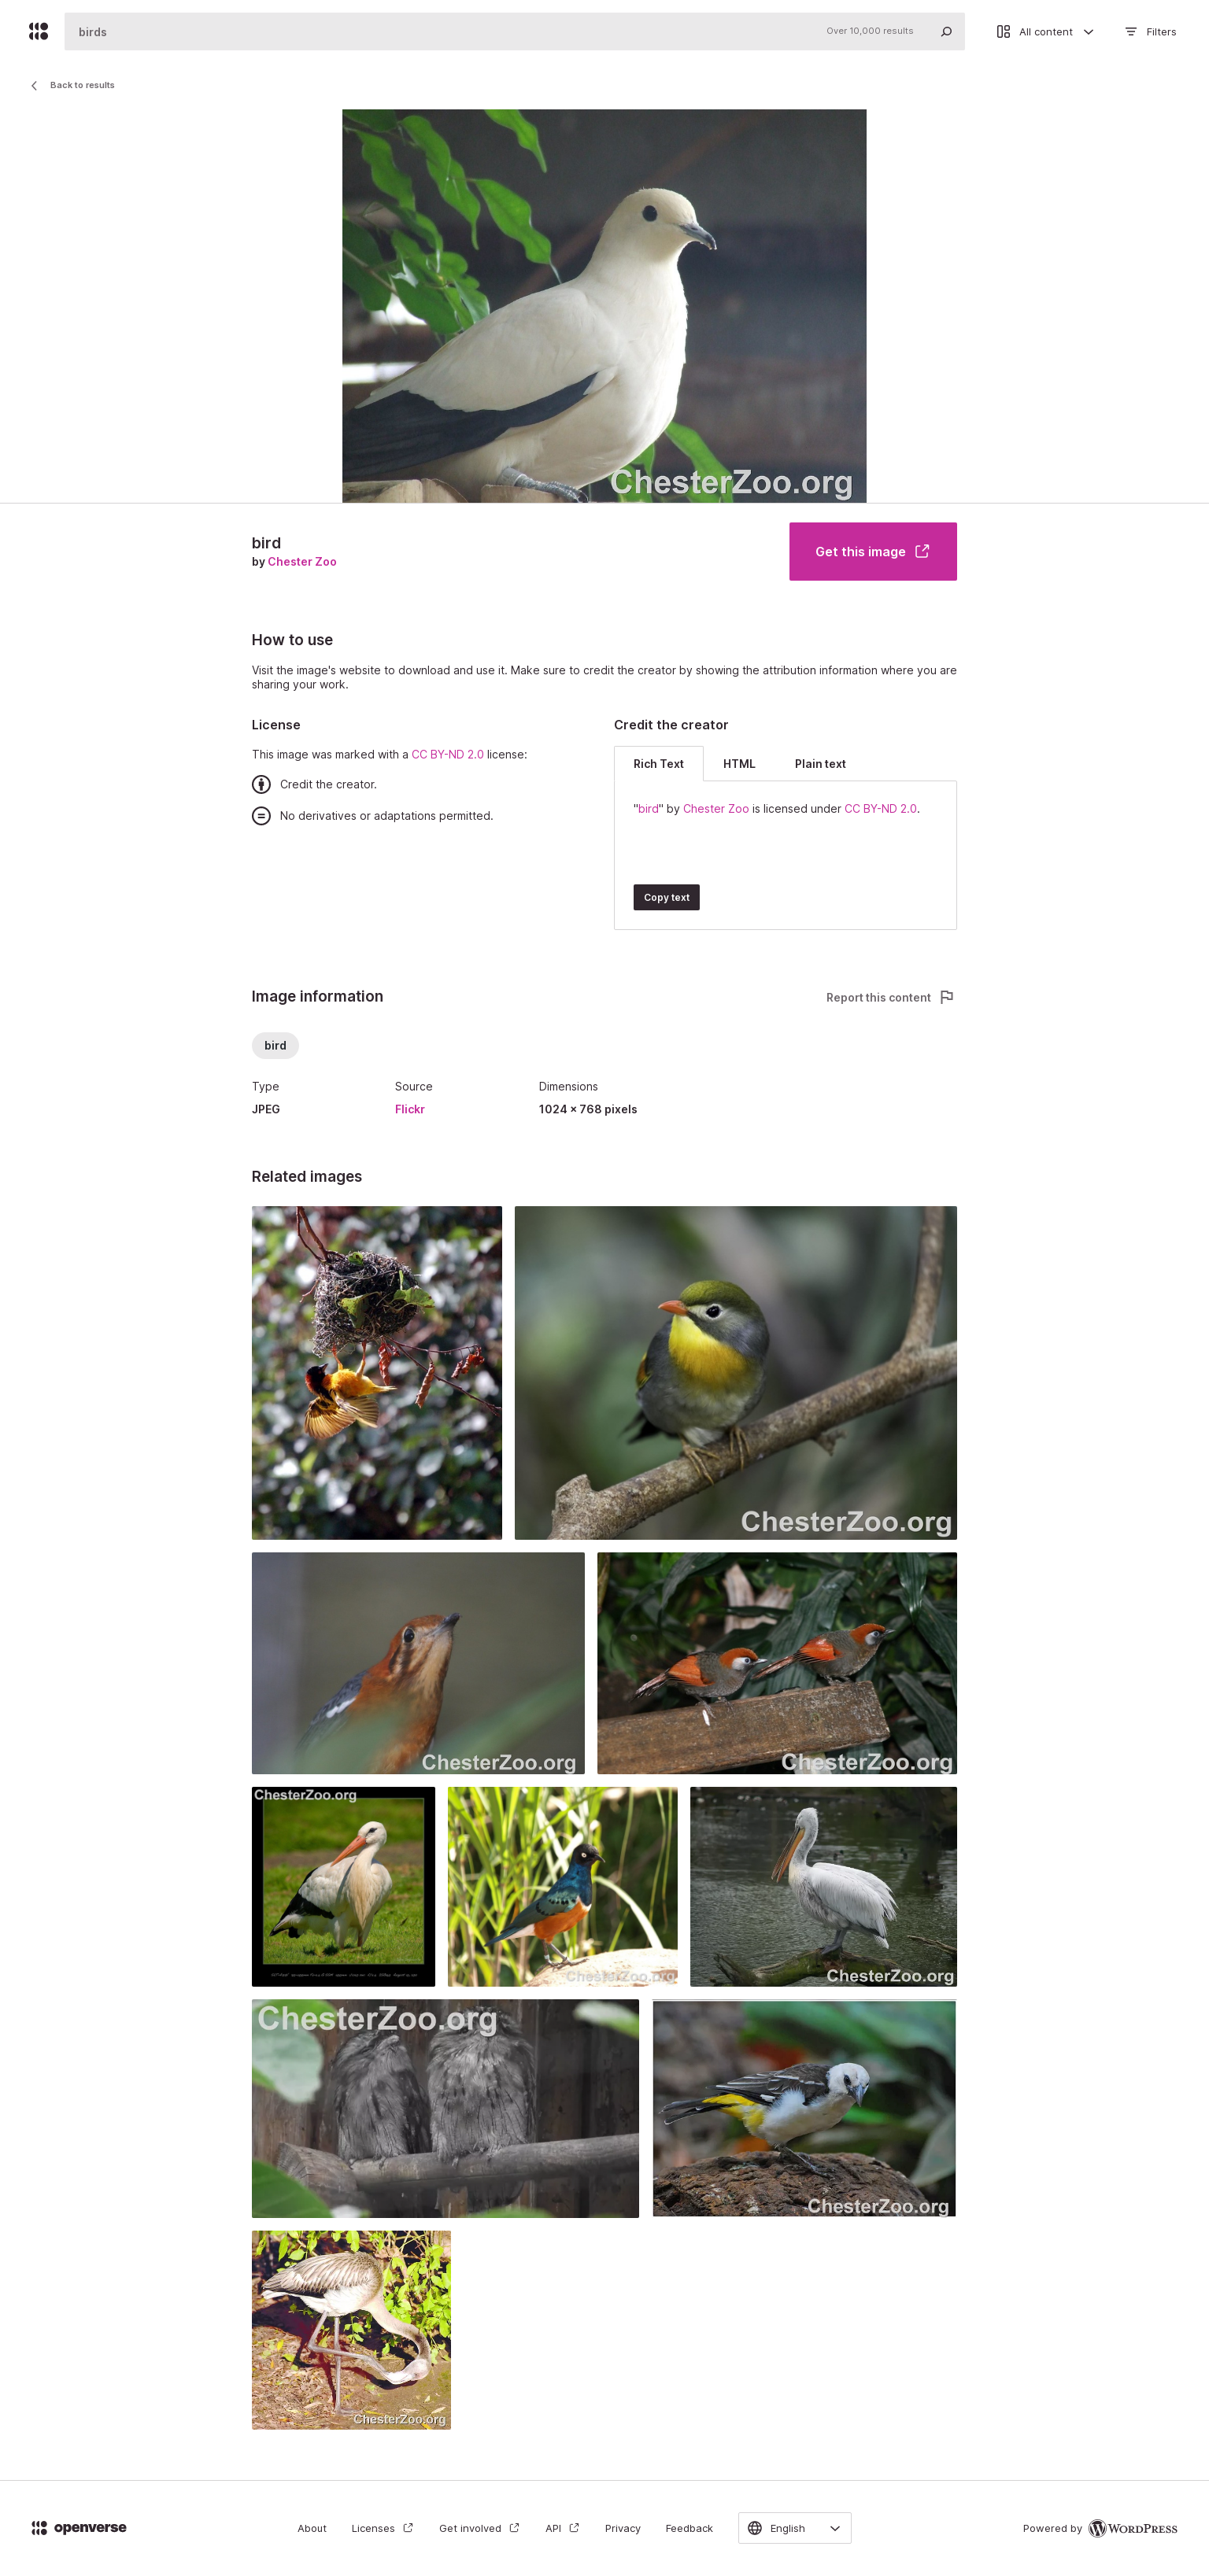 birds
Over 10,000 results
All content
Filters
Back to results
ChesterZoo.org
bird
by Chester Zoo
Get this image
How to use
Visit the image's website to download and use it. Make sure to credit the creator by showing the attribution information where you are
sharing your work.
License
This image was marked with a CC BY-ND 2.0 license:
Credit the creator.
No derivatives or adaptations permitted.
Credit the creator
Rich Text
HTML
Plain text
"bird" by Chester Zoo is licensed under CC BY-ND 2.0.
Copy text
Image information
Report this content
bird
Type
JPEG
Source
Flickr
Dimensions
1024 × 768 pixels
Related images
ChesterZoo.org
ChesterZoo.org
ChesterZoo.org
ChesterZoo.org
ChesterZoo.org
ChesterZoo.org
ChesterZoo.org
ChesterZoo.org
ChesterZoo.org
openverse
About
Licenses
Get involved
API
Privacy
Feedback
English
Powered by WORDPRESS